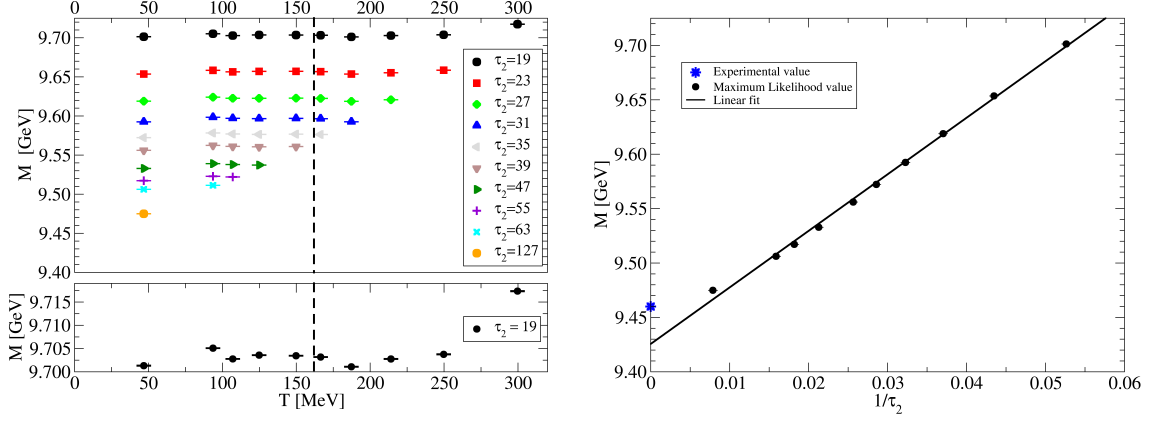 0 50 100 150 200 250 300
9.70
9.65
9.60
9.55
9.50
9.45
9.40
M [GeV]
τ2=19
τ2=23
τ2=27
τ2=31
τ2=35
τ2=39
τ2=47
τ2=55
τ2=63
τ2=127
9.715
9.710
9.705
9.700
M [GeV]
τ2 = 19
0 50 100 150 200 250 300
T [MeV]
9.70
9.65
9.60
9.55
9.50
9.45
9.40
M [GeV]
Experimental value
Maximum Likelihood value
Linear fit
0 0.01 0.02 0.03 0.04 0.05 0.06
1/τ2